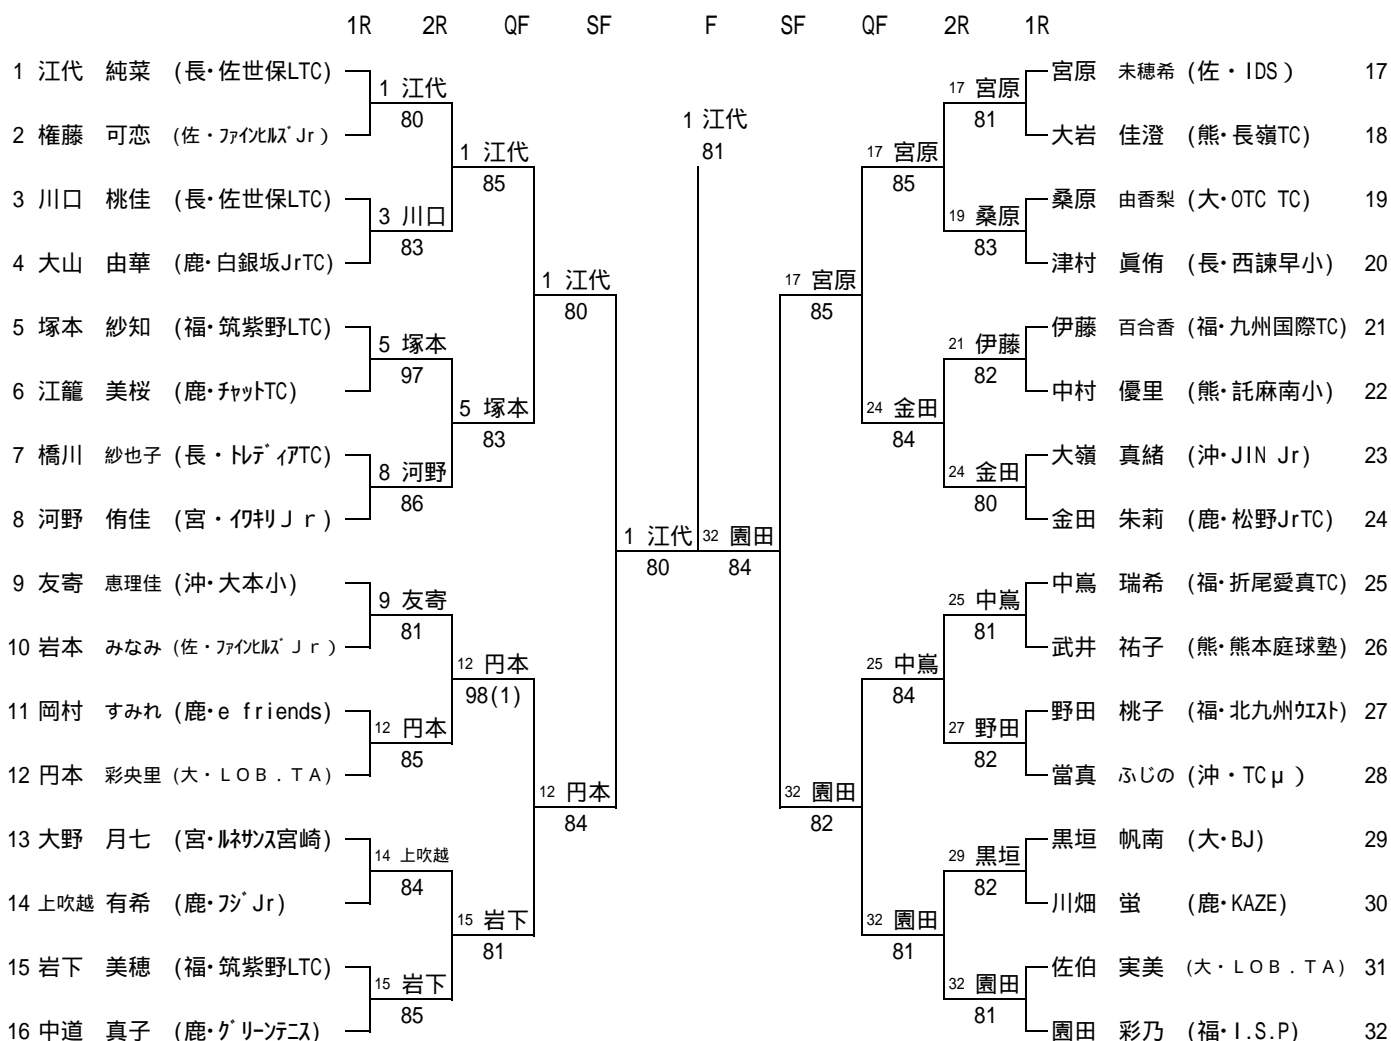 1R 2R QF SF F SF QF 2R 1R
1 江代 純菜 (長・佐世保LTC) 宮原 未穂希 (佐・IDS) 17
1 江代 17 宮原
80 81
1 江代
81
2 権藤 可恋 (佐・ファインヒルズJr) 大岩 佳澄 (熊・長嶺TC) 18
1 江代 17 宮原
85 85
3 川口 桃佳 (長・佐世保LTC) 桑原 由香梨 (大・OTC TC) 19
3 川口 19 桑原
83 83
4 大山 由華 (鹿・白銀坂JrTC) 津村 眞侑 (長・西諫早小) 20
1 江代 17 宮原
80 85
5 塚本 紗知 (福・筑紫野LTC) 伊藤 百合香 (福・九州国際TC) 21
5 塚本 21 伊藤
97 82
6 江籠 美桜 (鹿・チャットTC) 中村 優里 (熊・託麻南小) 22
5 塚本 24 金田
83 84
7 橋川 紗也子 (長・トレディアTC) 大嶺 真緒 (沖・JIN Jr) 23
8 河野 24 金田
86 80
8 河野 侑佳 (宮・イワキリJr) 金田 朱莉 (鹿・松野JrTC) 24
1 江代 32 園田
80 84
9 友寄 恵理佳 (沖・大本小) 中嶌 瑞希 (福・折尾愛真TC) 25
9 友寄 25 中嶌
81 81
10 岩本 みなみ (佐・ファインヒルズJr) 武井 祐子 (熊・熊本庭球塾) 26
12 円本 25 中嶌
98(1) 84
11 岡村 すみれ (鹿・e friends) 野田 桃子 (福・北九州ウエスト) 27
12 円本 27 野田
85 82
12 円本 彩央里 (大・LOB.TA) 當真 ふじの (沖・TCμ) 28
12 円本 32 園田
84 82
13 大野 月七 (宮・ルネサンス宮崎) 黒垣 帆南 (大・BJ) 29
14 上吹越 29 黒垣
84 82
14 上吹越 有希 (鹿・フジJr) 川畑 蛍 (鹿・KAZE) 30
15 岩下 32 園田
81 81
15 岩下 美穂 (福・筑紫野LTC) 佐伯 実美 (大・LOB.TA) 31
15 岩下 32 園田
85 81
16 中道 真子 (鹿・グリーンテニス) 園田 彩乃 (福・I.S.P) 32